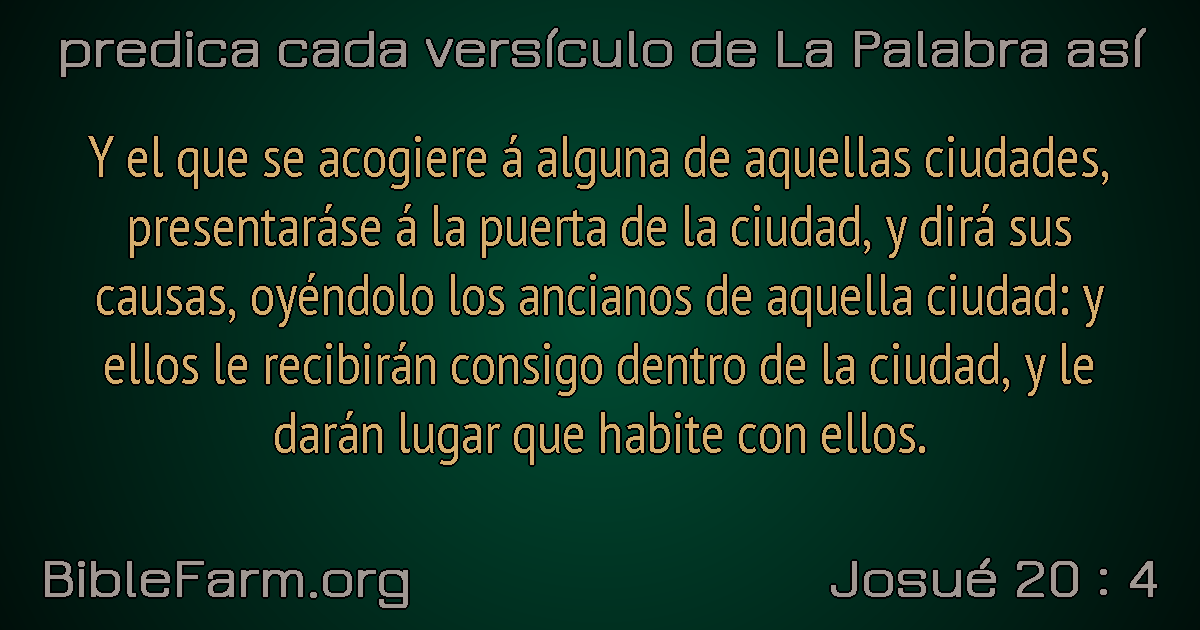 predica cada versículo de La Palabra así
Y el que se acogiere á alguna de aquellas ciudades,
presentaráse á la puerta de la ciudad, y dirá sus
causas, oyéndolo los ancianos de aquella ciudad: y
ellos le recibirán consigo dentro de la ciudad, y le
darán lugar que habite con ellos.
BibleFarm.org
Josué 20 : 4